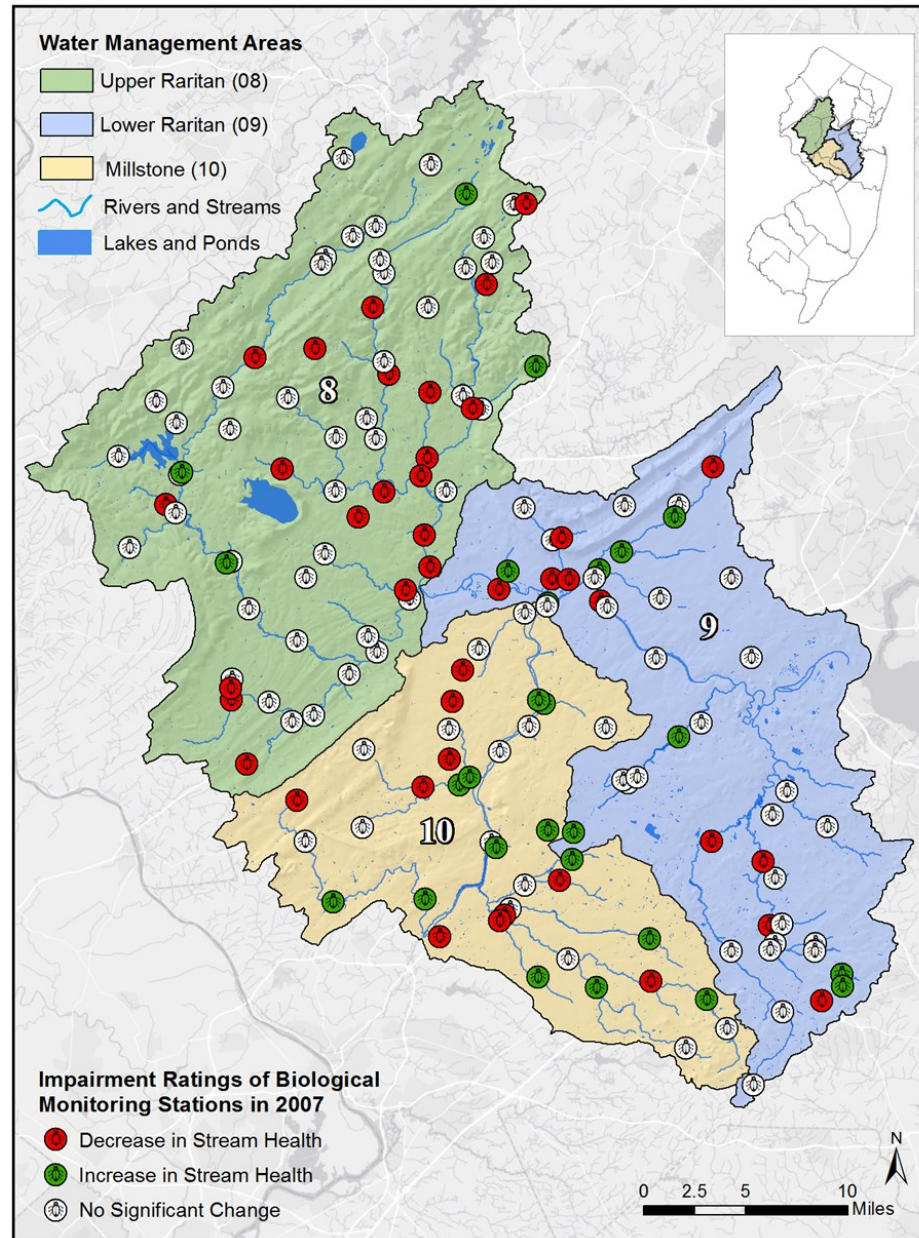 Water Management Areas
Upper Raritan (08)
Lower Raritan (09)
Millstone (10)
Rivers and Streams
Lakes and Ponds
8
9
10
Impairment Ratings of Biological
Monitoring Stations in 2007
Decrease in Stream Health
Increase in Stream Health
No Significant Change
N
0 2.5 5 10
Miles